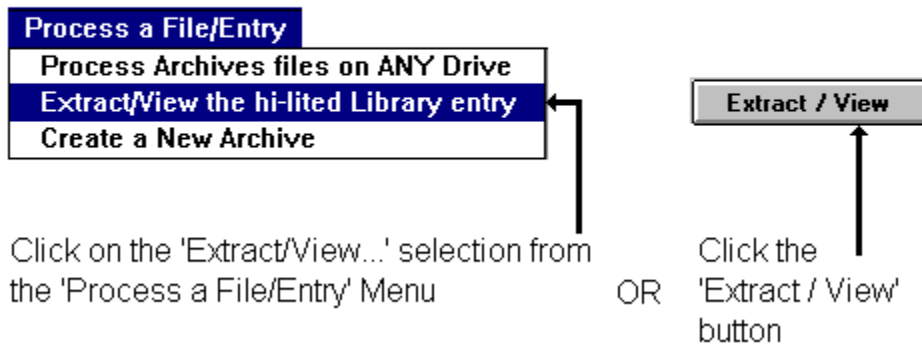 Process a File/Entry
Process Archives files on ANY Drive
Extract/View the hi-lited Library entry
Create a New Archive
Extract / View
Click on the 'Extract/View...' selection from
the 'Process a File/Entry' Menu
OR
Click the
'Extract / View'
button